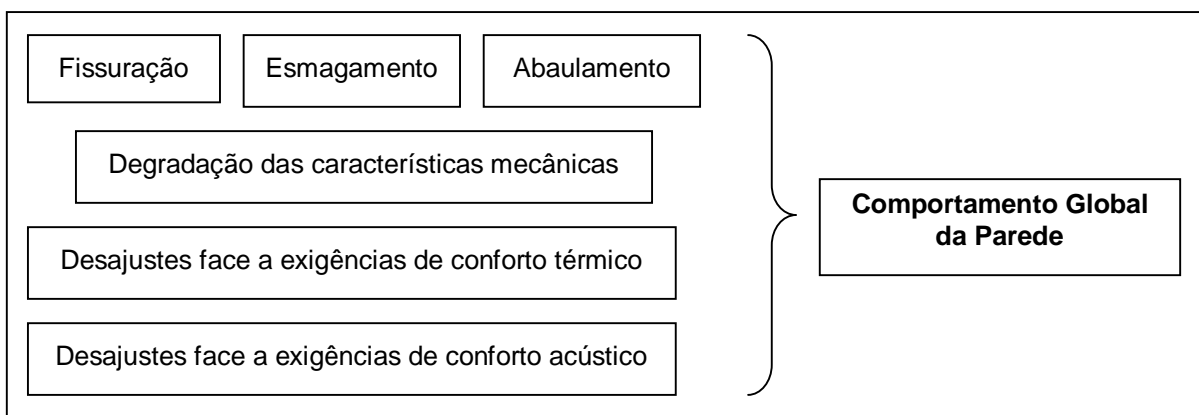 Fissuração
Esmagamento
Abaulamento
Degradação das características mecânicas
Desajustes face a exigências de conforto térmico
Desajustes face a exigências de conforto acústico
Comportamento Global
da Parede